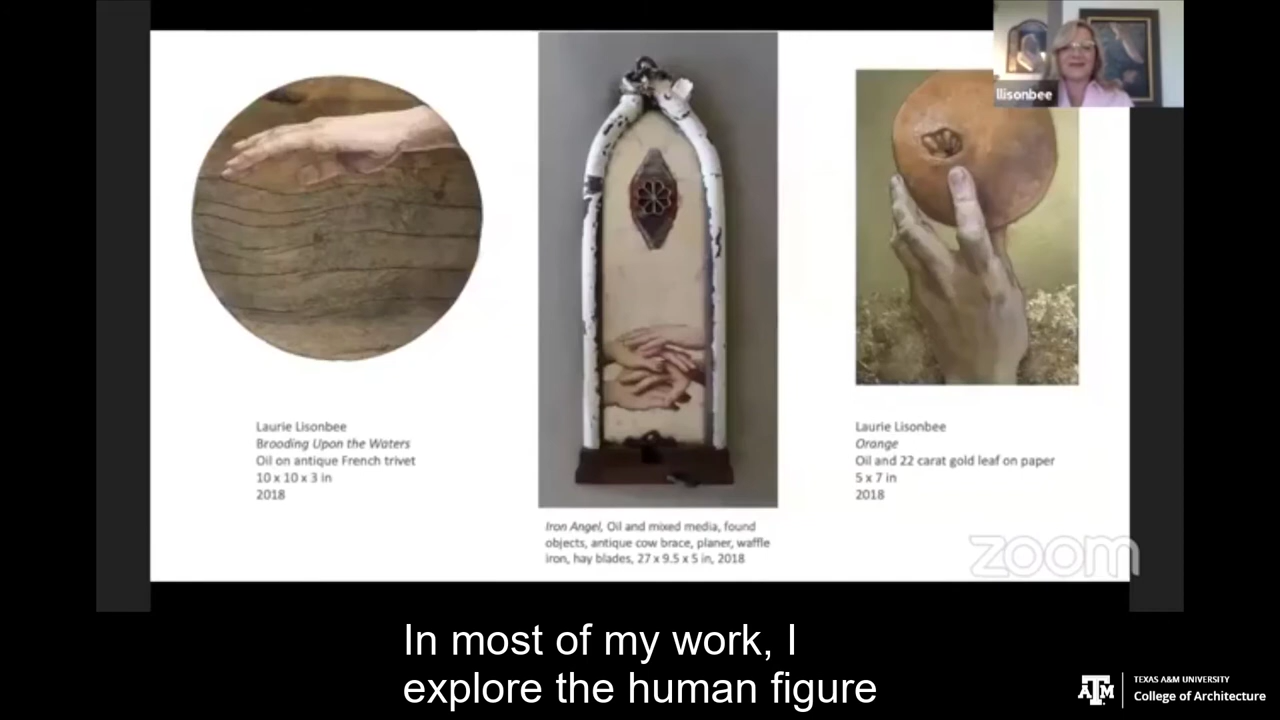 llisonbee
Laurie Lisonbee
Brooding Upon the Waters
Oil on antique French trivet
10 x 10 x 3 in
2018
Iron Angel, Oil and mixed media, found
objects, antique cow brace, planer, waffle
iron, hay blades, 27 x 9.5 x 5 in, 2018
Laurie Lisonbee
Orange
Oil and 22 carat gold leaf on paper
5 x 7 in
2018
zoom
In most of my work, I
explore the human figure
ATM
TEXAS A&M UNIVERSITY
College of Architecture